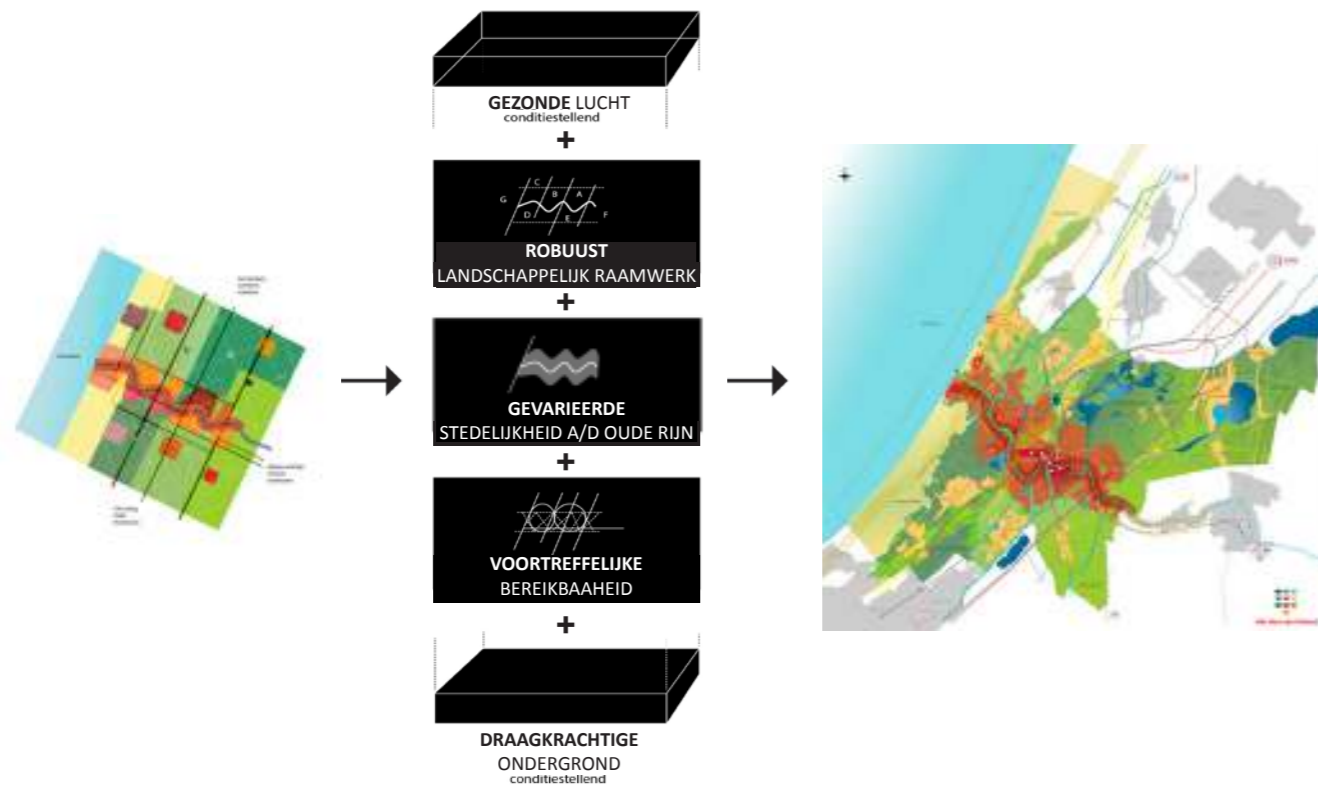 GEZONDE LUCHT
conditiestellend
+
C
B
A
G
D
E
F
ROBUUST
LANDSCHAPPELIJK RAAMWERK
+
GEVARIEERDE
STEDELIJKHEID A/D OUDE RIJN
+
VOORTREFFELIJKE
BEREIKBAAHEID
+
DRAAGKRACHTIGE
ONDERGROND
conditiestellend